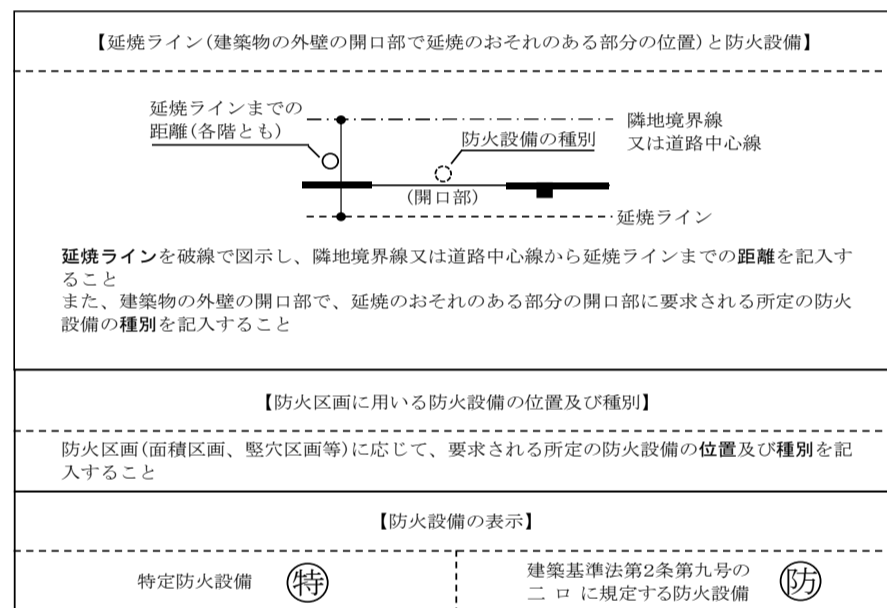 【延焼ライン(建築物の外壁の開口部で延焼のおそれのある部分の位置)と防火設備】
延焼ラインまでの
距離(各階とも)
防火設備の種別
隣地境界線
又は道路中心線
(開口部)
延焼ライン
延焼ラインを破線で図示し、隣地境界線又は道路中心線から延焼ラインまでの距離を記入す
ること
また、建築物の外壁の開口部で、延焼のおそれのある部分の開口部に要求される所定の防火
設備の種別を記入すること
【防火区画に用いる防火設備の位置及び種別】
防火区画(面積区画、竪穴区画等)に応じて、要求される所定の防火設備の位置及び種別を記
入すること
【防火設備の表示】
特定防火設備 特
建築基準法第2条第九号の
二 ロ に規定する防火設備 防